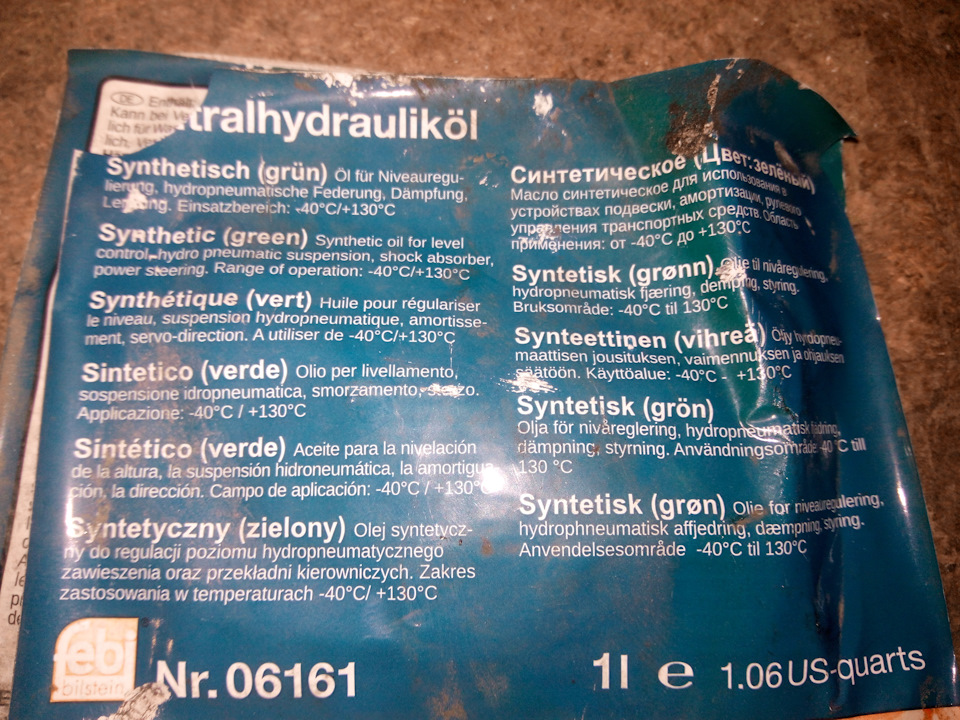 DE
Kann bei
lich für
lich.
tralhydrauliköl
Synthetisch (grün) Öl für Niveauregu-
lierung, hydropneumatische Federung, Dämpfung,
Lenkung. Einsatzbereich: -40°C/+130°C
Synthetic (green) Synthetic oil for level
control, hydro pneumatic suspension, shock absorber,
power steering. Range of operation: -40°C/+130°C
Synthétique (vert) Huile pour régulariser
le niveau, suspension hydropneumatique, amortisse-
ment, servo-direction. A utiliser de -40°C/+130°C
Sintetico (verde) Olio per livellamento,
sospensione idropneumatica, smorzamento, sterzo.
Applicazione: -40°C / +130°C
Sintético (verde) Aceite para la nivelación
de la altura, la suspensión hidroneumática, la amortigua-
ción, la dirección. Campo de aplicación: -40°C / +130°C
Syntetyczny (zielony) Olej syntetycz-
ny do regulacji poziomu hydropneumatycznego
zawieszenia oraz przekładni kierowniczych. Zakres
zastosowania w temperaturach -40°C/ +130°C
Синтетическое (Цвет:зелёный)
Масло синтетическое для использования в
устройствах подвески, амортизации, рулевого
управления транспортных средств. Область
применения: от -40°C до +130°C
Syntetisk (grønn) Olje til nivåregulering,
hydropneumatisk fjæring, demping, styring.
Bruksområde: -40°C til 130°C
Synteettinen (vihreä) Öljy hydopneu-
maattisen jousituksen, vaimennuksen ja ohjauksen
säätöön. Käyttöalue: -40°C - +130°C
Syntetisk (grön)
Olja för nivåreglering, hydropneumatisk fjädring,
dämpning, styrning. Användningsområde -40°C till
130 °C
Syntetisk (grøn) Olie for niveauregulering,
hydrophneumatisk affjedring, dæmpning, styring.
Anvendelsesområde -40°C til 130°C
febi
bilstein
Nr. 06161
1l e 1.06 US-quarts